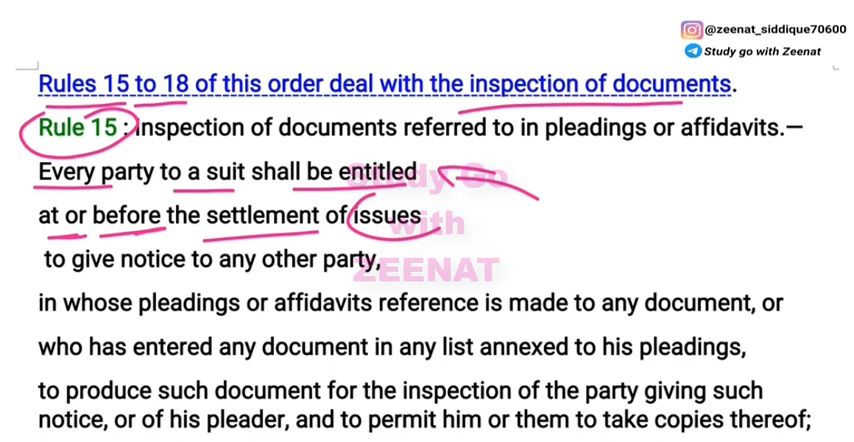 @zeenat_siddique70600
Study go with Zeenat
Rules 15 to 18 of this order deal with the inspection of documents.
Rule 15 : Inspection of documents referred to in pleadings or affidavits.—
Every party to a suit shall be entitled
at or before the settlement of issues
to give notice to any other party,
in whose pleadings or affidavits reference is made to any document, or
who has entered any document in any list annexed to his pleadings,
to produce such document for the inspection of the party giving such
notice, or of his pleader, and to permit him or them to take copies thereof;
Study Go
with
ZEENAT